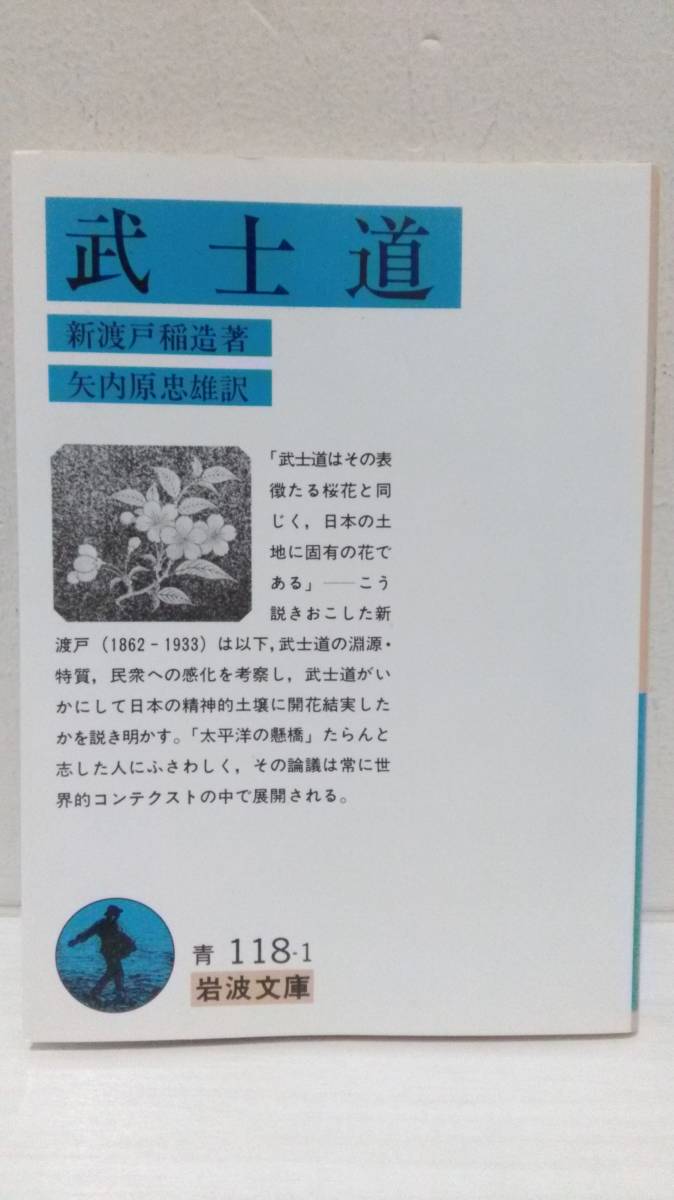 武士道
新渡戸稲造著
矢内原忠雄訳
「武士道はその表
徴たる桜花と同
じく，日本の土
地に固有の花で
ある」——こう
説きおこした新
渡戸（1862－1933）は以下，武士道の淵源・
特質，民衆への感化を考察し，武士道がい
かにして日本の精神的土壌に開花結実した
かを説き明かす。「太平洋の懸橋」たらんと
志した人にふさわしく，その論議は常に世
界的コンテクストの中で展開される。
青 118-1
岩波文庫